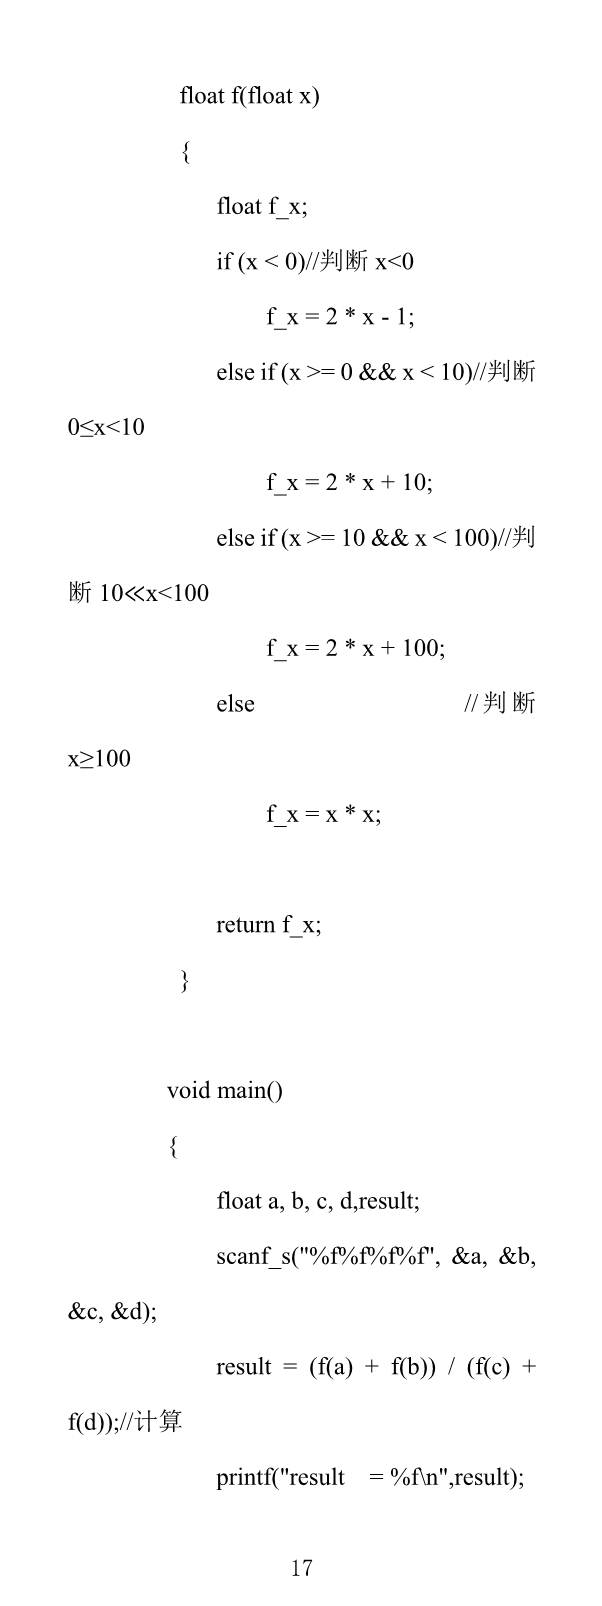 float f(float x)
{
float f_x;
if (x < 0)//判断 x<0
f_x = 2 * x - 1;
else if (x >= 0 && x < 10)//判断
0≤x<10
f_x = 2 * x + 10;
else if (x >= 10 && x < 100)//判
断 10≪x<100
f_x = 2 * x + 100;
else //判断
x≥100
f_x = x * x;
return f_x;
}
void main()
{
float a, b, c, d,result;
scanf_s("%f%f%f%f", &a, &b,
&c, &d);
result = (f(a) + f(b)) / (f(c) +
f(d));//计算
printf("result = %f\n",result);
17